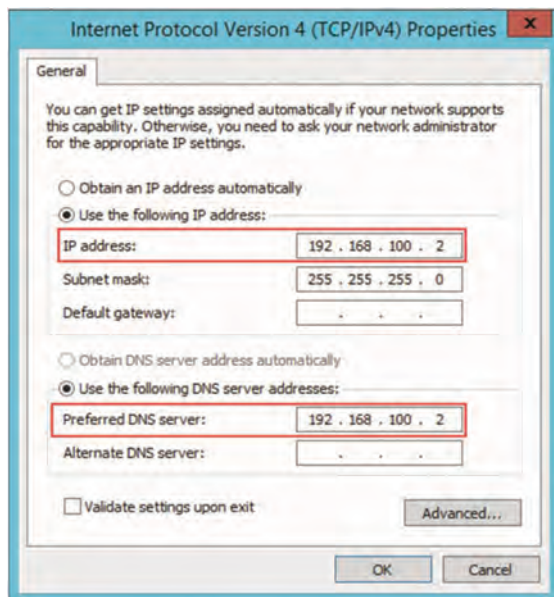 Internet Protocol Version 4 (TCP/IPv4) Properties
x
General
You can get IP settings assigned automatically if your network supports
this capability. Otherwise, you need to ask your network administrator
for the appropriate IP settings.
Obtain an IP address automatically
Use the following IP address:
IP address: 192 . 168 . 100 . 2
Subnet mask: 255 . 255 . 255 . 0
Default gateway: . . .
Obtain DNS server address automatically
Use the following DNS server addresses:
Preferred DNS server: 192 . 168 . 100 . 2
Alternate DNS server: . . .
Validate settings upon exit
Advanced...
OK Cancel